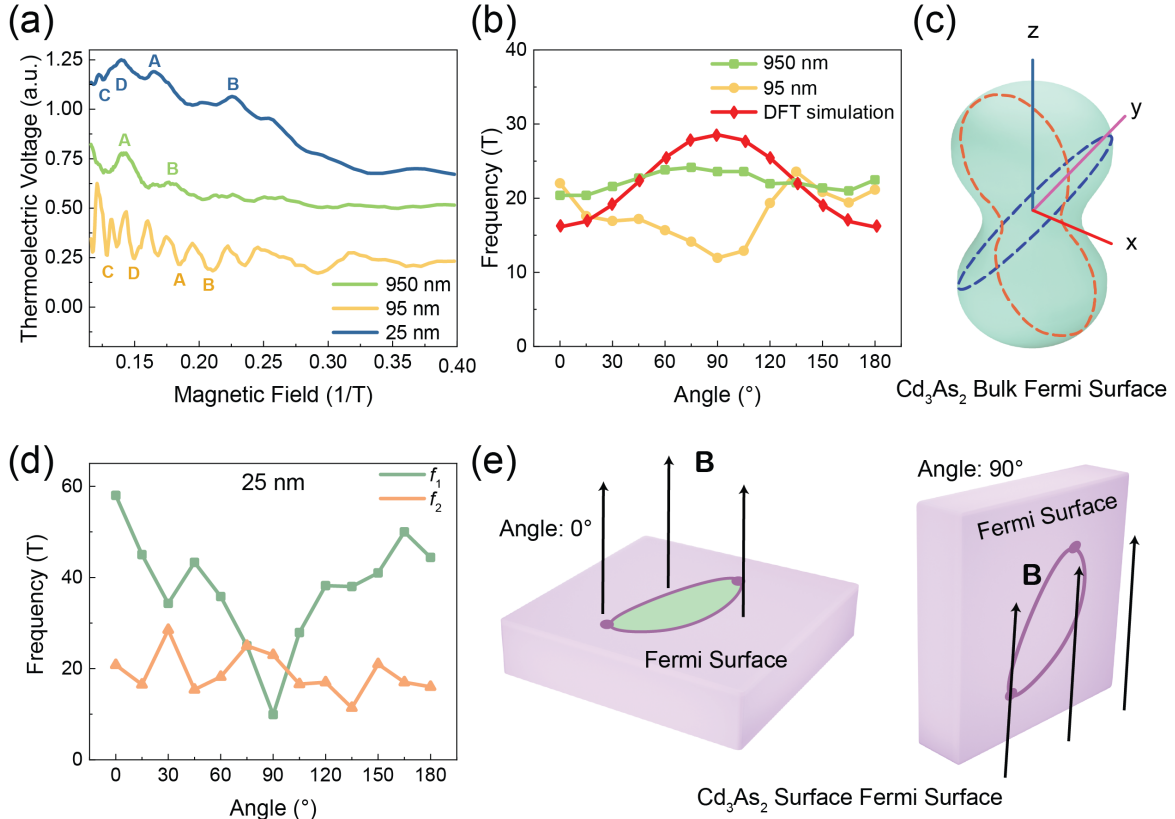 (a)
Thermoelectric Voltage (a.u.)
1.25
1.00
0.75
0.50
0.25
0.00
C
D
A
B
A
B
C
D
A
B
950 nm
95 nm
25 nm
0.15
0.20
0.25
0.30
0.35
0.40
Magnetic Field (1/T)
(b)
Frequency (T)
40
30
20
10
0
950 nm
95 nm
DFT simulation
0
30
60
90
120
150
180
Angle (°)
(c)
z
y
x
Cd₃As₂ Bulk Fermi Surface
(d)
Frequency (T)
60
40
20
0
25 nm
f₁
f₂
0
30
60
90
120
150
180
Angle (°)
(e)
B
Angle: 0°
Fermi Surface
Angle: 90°
Fermi Surface
B
Cd₃As₂ Surface Fermi Surface